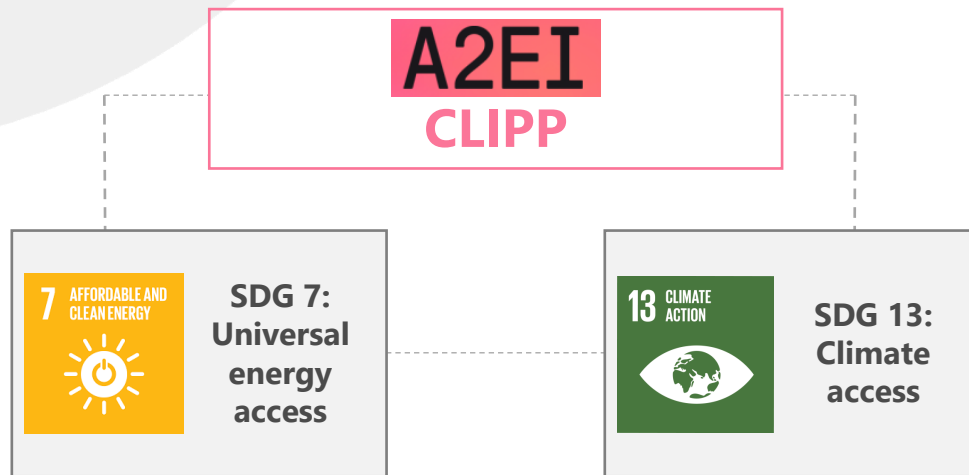 A2EI
CLIPP
7 AFFORDABLE AND
CLEAN ENERGY
SDG 7:
Universal
energy
access
13 CLIMATE
ACTION
SDG 13:
Climate
access